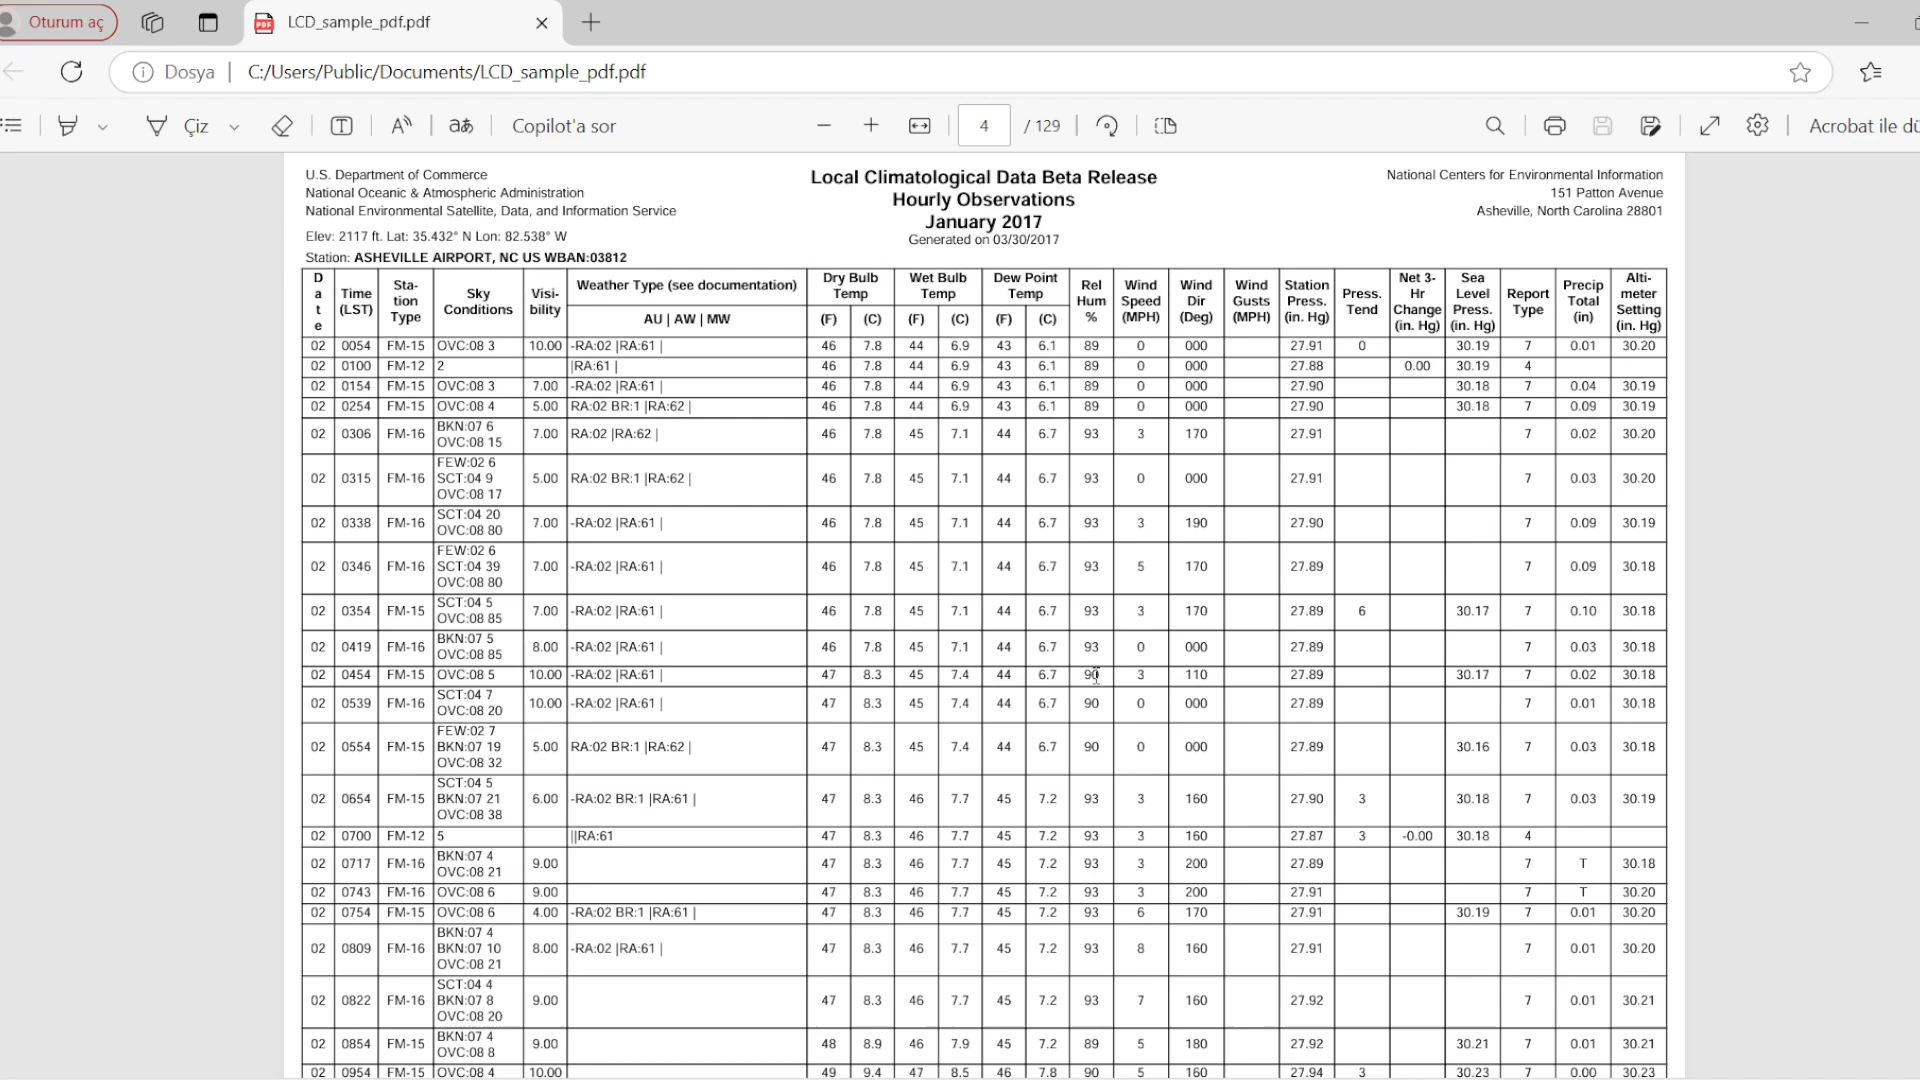 Oturum aç
LCD_sample_pdf.pdf
Dosya C:/Users/Public/Documents/LCD_sample_pdf.pdf
Çiz aあ Copilot'a sor 4 / 129 Acrobat ile
U.S. Department of Commerce
National Oceanic & Atmospheric Administration
National Environmental Satellite, Data, and Information Service
Elev: 2117 ft. Lat: 35.432° N Lon: 82.538° W
Station: ASHEVILLE AIRPORT, NC US WBAN:03812
Local Climatological Data Beta Release
Hourly Observations
January 2017
Generated on 03/30/2017
National Centers for Environmental Information
151 Patton Avenue
Asheville, North Carolina 28801
Date Time (LST) Station Type Sky Conditions Visibility Weather Type (see documentation) AU | AW | MW Dry Bulb Temp (F) (C) Wet Bulb Temp (F) (C) Dew Point Temp (F) (C) Rel Hum % Wind Speed (MPH) Wind Dir (Deg) Wind Gusts (MPH) Station Press. (in. Hg) Press. Tend Net 3-Hr Change (in. Hg) Sea Level Press. (in. Hg) Report Type Precip Total (in) Altimeter Setting (in. Hg)
02 0054 FM-15 OVC:08 3 10.00 -RA:02 |RA:61 | 46 7.8 44 6.9 43 6.1 89 0 000 27.91 0 30.19 7 0.01 30.20
02 0100 FM-12 2 |RA:61 | 46 7.8 44 6.9 43 6.1 89 0 000 27.88 0.00 30.19 4
02 0154 FM-15 OVC:08 3 7.00 -RA:02 |RA:61 | 46 7.8 44 6.9 43 6.1 89 0 000 27.90 30.18 7 0.04 30.19
02 0254 FM-15 OVC:08 4 5.00 RA:02 BR:1 |RA:62 | 46 7.8 44 6.9 43 6.1 89 0 000 27.90 30.18 7 0.09 30.19
02 0306 FM-16 BKN:07 6 OVC:08 15 7.00 RA:02 |RA:62 | 46 7.8 45 7.1 44 6.7 93 3 170 27.91 7 0.02 30.20
02 0315 FM-16 FEW:02 6 SCT:04 9 OVC:08 17 5.00 RA:02 BR:1 |RA:62 | 46 7.8 45 7.1 44 6.7 93 0 000 27.91 7 0.03 30.20
02 0338 FM-16 SCT:04 20 OVC:08 80 7.00 -RA:02 |RA:61 | 46 7.8 45 7.1 44 6.7 93 3 190 27.90 7 0.09 30.19
02 0346 FM-16 FEW:02 6 SCT:04 39 OVC:08 80 7.00 -RA:02 |RA:61 | 46 7.8 45 7.1 44 6.7 93 5 170 27.89 7 0.09 30.18
02 0354 FM-15 SCT:04 5 OVC:08 85 7.00 -RA:02 |RA:61 | 46 7.8 45 7.1 44 6.7 93 3 170 27.89 6 30.17 7 0.10 30.18
02 0419 FM-16 BKN:07 5 OVC:08 85 8.00 -RA:02 |RA:61 | 46 7.8 45 7.1 44 6.7 93 0 000 27.89 7 0.03 30.18
02 0454 FM-15 OVC:08 5 10.00 -RA:02 |RA:61 | 47 8.3 45 7.4 44 6.7 90 3 110 27.89 30.17 7 0.02 30.18
02 0539 FM-16 SCT:04 7 OVC:08 20 10.00 -RA:02 |RA:61 | 47 8.3 45 7.4 44 6.7 90 0 000 27.89 7 0.01 30.18
02 0554 FM-15 FEW:02 7 BKN:07 19 OVC:08 32 5.00 RA:02 BR:1 |RA:62 | 47 8.3 45 7.4 44 6.7 90 0 000 27.89 30.16 7 0.03 30.18
02 0654 FM-15 SCT:04 5 BKN:07 21 OVC:08 38 6.00 -RA:02 BR:1 |RA:61 | 47 8.3 46 7.7 45 7.2 93 3 160 27.90 3 30.18 7 0.03 30.19
02 0700 FM-12 5 ||RA:61 47 8.3 46 7.7 45 7.2 93 3 160 27.87 3 -0.00 30.18 4
02 0717 FM-16 BKN:07 4 OVC:08 21 9.00 47 8.3 46 7.7 45 7.2 93 3 200 27.89 7 T 30.18
02 0743 FM-16 OVC:08 6 9.00 47 8.3 46 7.7 45 7.2 93 3 200 27.91 7 T 30.20
02 0754 FM-15 OVC:08 6 4.00 -RA:02 BR:1 |RA:61 | 47 8.3 46 7.7 45 7.2 93 6 170 27.91 30.19 7 0.01 30.20
02 0809 FM-16 BKN:07 4 BKN:07 10 OVC:08 21 8.00 -RA:02 |RA:61 | 47 8.3 46 7.7 45 7.2 93 8 160 27.91 7 0.01 30.20
02 0822 FM-16 SCT:04 4 BKN:07 8 OVC:08 20 9.00 47 8.3 46 7.7 45 7.2 93 7 160 27.92 7 0.01 30.21
02 0854 FM-15 BKN:07 4 OVC:08 8 9.00 48 8.9 46 7.9 45 7.2 89 5 180 27.92 30.21 7 0.01 30.21
02 0954 FM-15 OVC:08 4 10.00 49 9.4 47 8.5 46 7.8 90 5 160 27.94 3 30.23 7 0.00 30.23